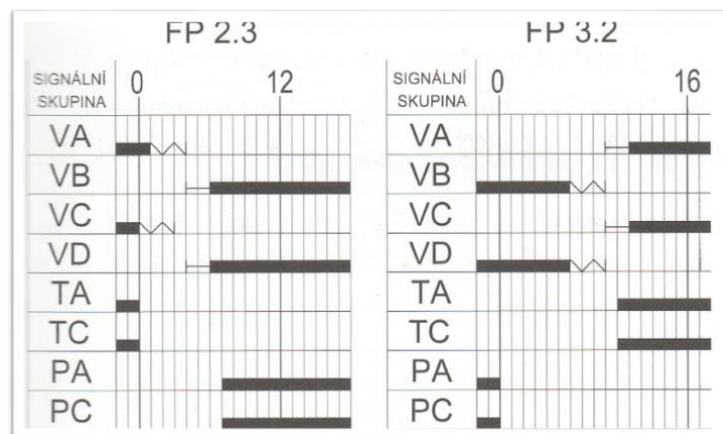 FP 2.3
SIGNÁLNÍ
SKUPINA
0
12
VA
VB
VC
VD
TA
TC
PA
PC
FP 3.2
SIGNÁLNÍ
SKUPINA
0
16
VA
VB
VC
VD
TA
TC
PA
PC